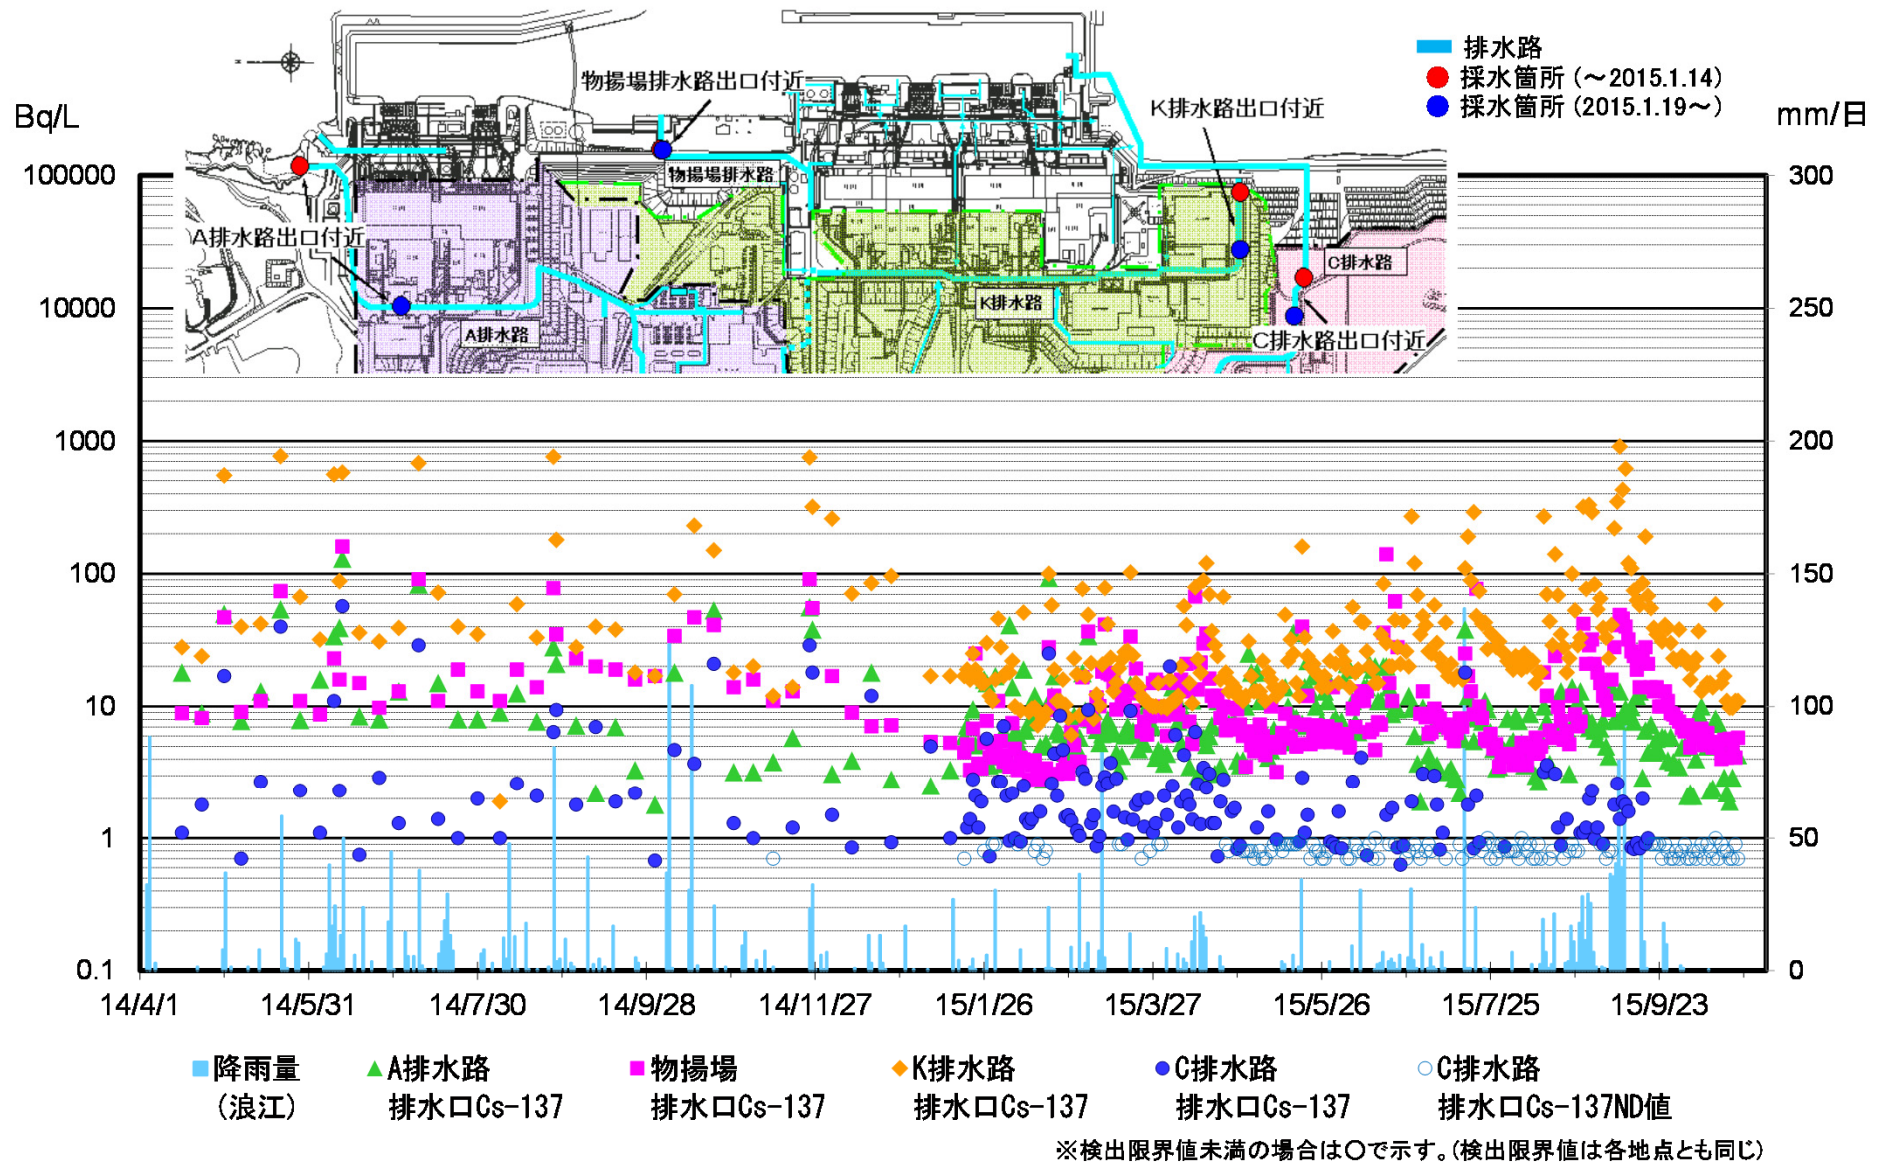 排水路
採水箇所(～2015.1.14)
採水箇所(2015.1.19～)
物揚場排水路出口付近
K排水路出口付近
Bq/L
mm/日
物揚場排水路
A排水路出口付近
C排水路
K排水路
A排水路
C排水路出口付近
100000
10000
1000
100
10
1
0.1
300
250
200
150
100
50
0
14/4/1 14/5/31 14/7/30 14/9/28 14/11/27 15/1/26 15/3/27 15/5/26 15/7/25 15/9/23
降雨量
(浪江)
A排水路
排水口Cs-137
物揚場
排水口Cs-137
K排水路
排水口Cs-137
C排水路
排水口Cs-137
C排水路
排水口Cs-137ND値
※検出限界値未満の場合は○で示す。(検出限界値は各地点とも同じ)